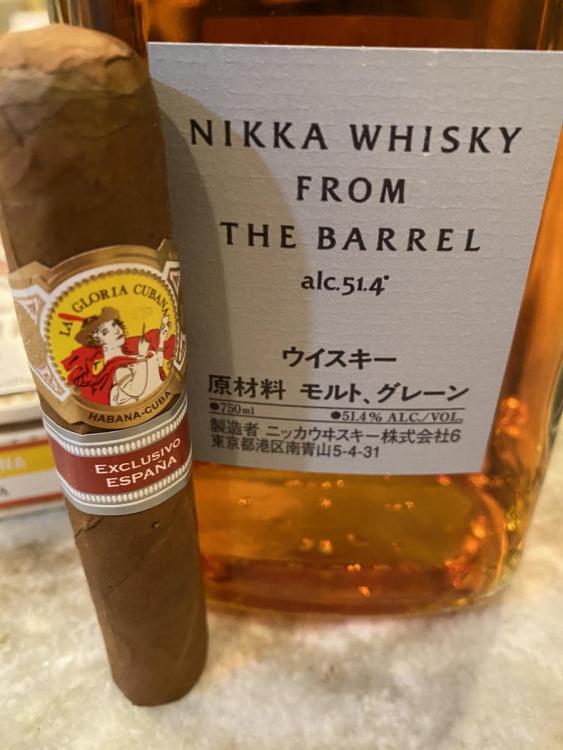 LA GLORIA CUBANA
HABANA-CUBA
EXCLUSIVO
ESPAÑA
NIKKA WHISKY
FROM
THE BARREL
alc.51.4°
ウイスキー
原材料 モルト、グレーン
●750ml ●51.4% ALC./VOL.
製造者 ニッカウヰスキー株式会社6
東京都港区南青山5-4-31